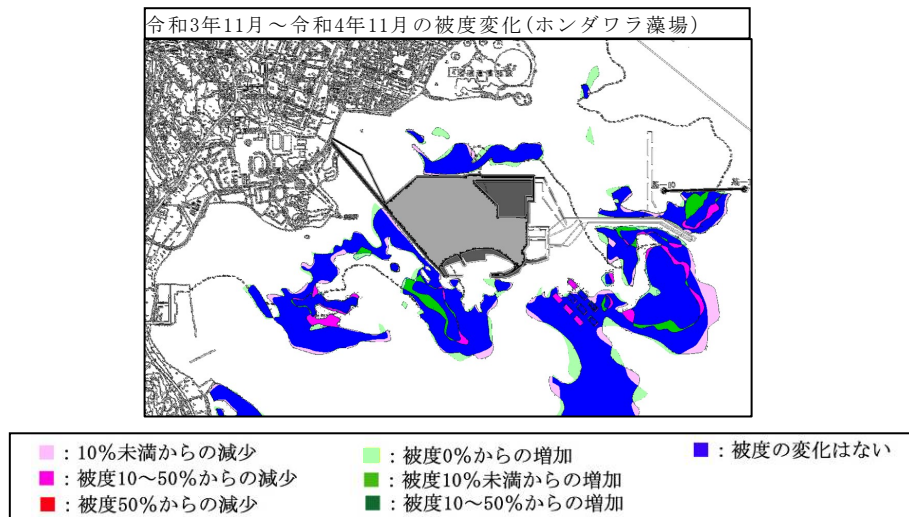 令和3年11月～令和4年11月の被度変化(ホンダワラ藻場)
：10%未満からの減少
：被度10～50%からの減少
：被度50%からの減少
：被度0%からの増加
：被度10%未満からの増加
：被度10～50%からの増加
：被度の変化はない